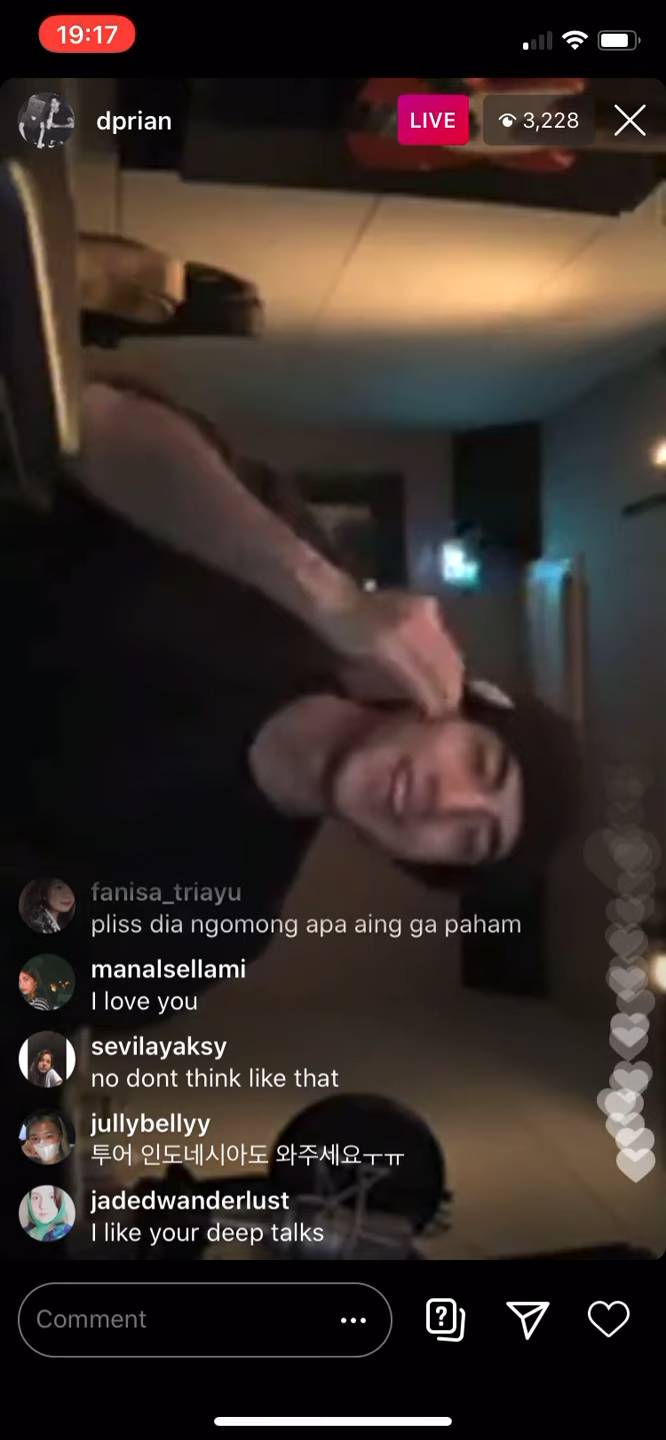 19:17
dprian
LIVE
3,228
fanisa_triayu
pliss dia ngomong apa aing ga paham
manalsellami
I love you
sevilayaksy
no dont think like that
jullybellyy
투어 인도네시아도 와주세요ㅜㅠ
jadedwanderlust
I like your deep talks
Comment